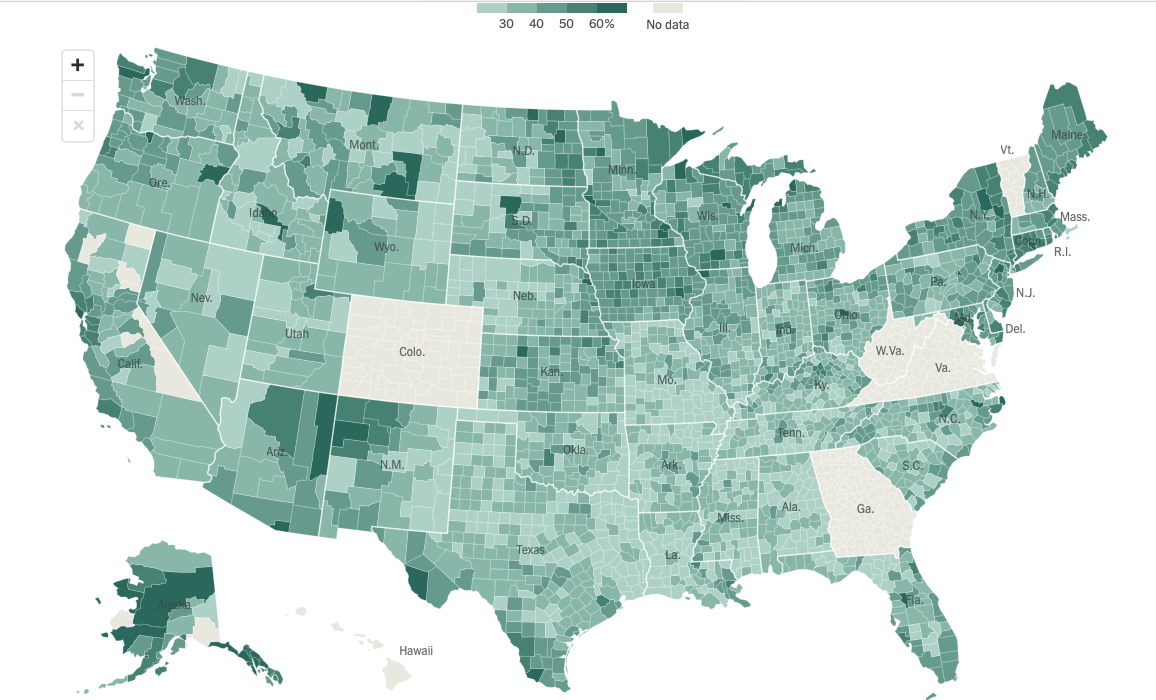 30 40 50 60% No data
+
−
×
Wash.
Mont.
N.D.
Minn.
Maine
Vt.
Ore.
Idaho
S.D.
Wis.
N.Y.
N.H.
Mass.
Wyo.
Mich.
Conn.
R.I.
Nev.
Neb.
Iowa
Pa.
N.J.
Utah
Colo.
Ill.
Ind.
Ohio
Md.
Del.
Calif.
Kan.
Mo.
Ky.
W.Va.
Va.
Ariz.
N.M.
Okla.
Ark.
Tenn.
N.C.
S.C.
Texas
La.
Miss.
Ala.
Ga.
Fla.
Alaska
Hawaii